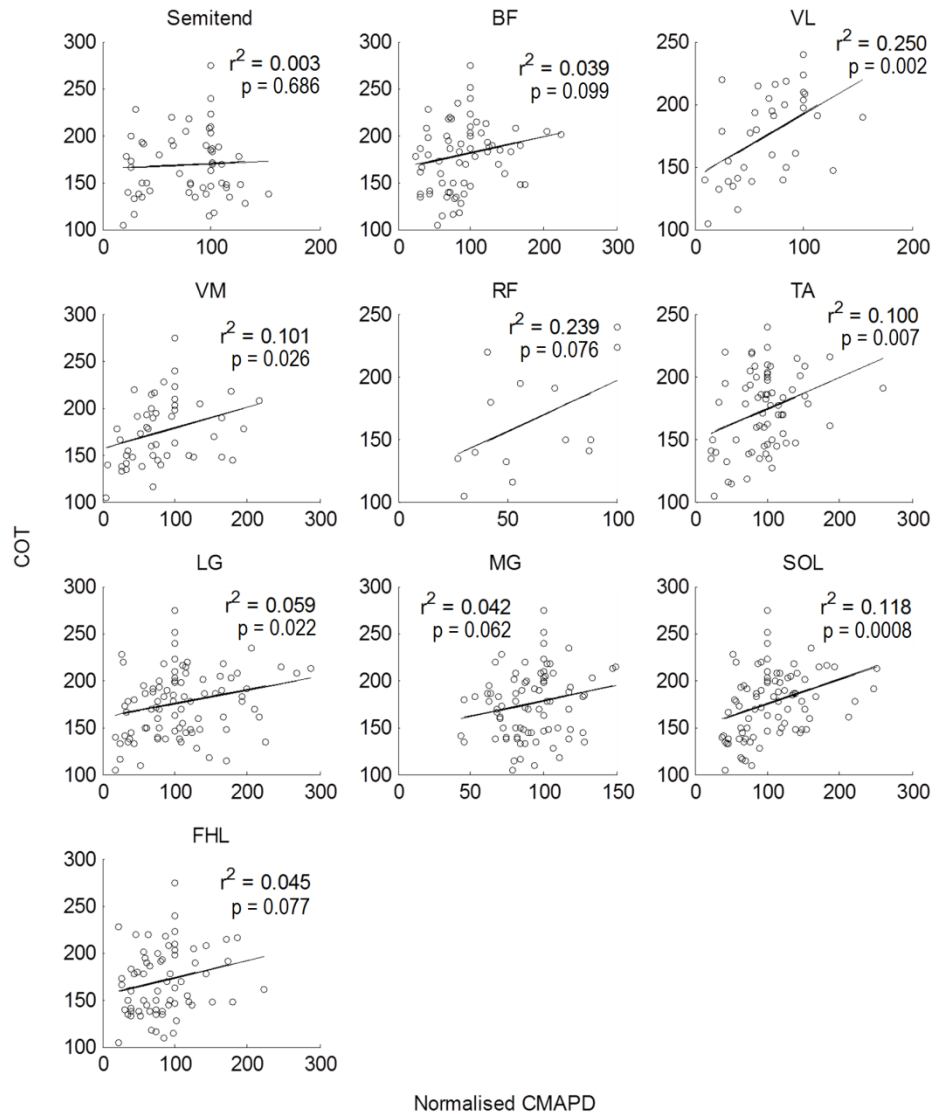 Semitend
r² = 0.003
p = 0.686
300
250
200
150
100
0
100
200
BF
r² = 0.039
p = 0.099
300
250
200
150
100
0
100
200
300
VL
r² = 0.250
p = 0.002
250
200
150
100
0
100
200
VM
r² = 0.101
p = 0.026
300
250
200
150
100
0
100
200
300
RF
r² = 0.239
p = 0.076
250
200
150
100
0
50
100
TA
r² = 0.100
p = 0.007
250
200
150
100
0
100
200
300
COT
LG
r² = 0.059
p = 0.022
300
250
200
150
100
0
100
200
300
MG
r² = 0.042
p = 0.062
300
250
200
150
100
0
50
100
150
SOL
r² = 0.118
p = 0.0008
300
250
200
150
100
0
100
200
300
FHL
r² = 0.045
p = 0.077
300
250
200
150
100
0
100
200
300
Normalised CMAPD